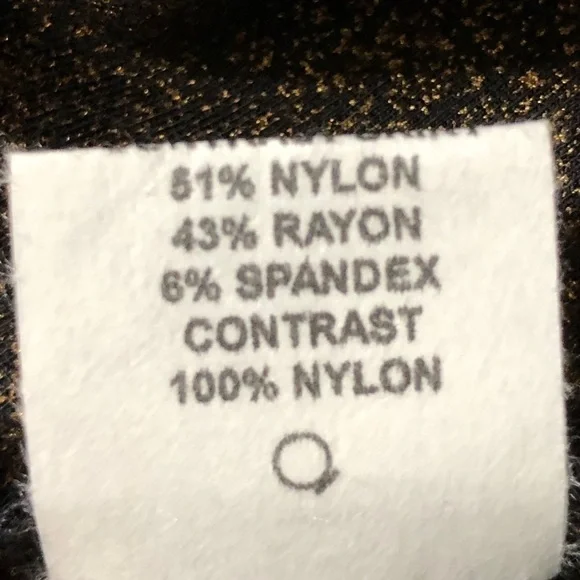 51% NYLON
43% RAYON
6% SPANDEX
CONTRAST
100% NYLON